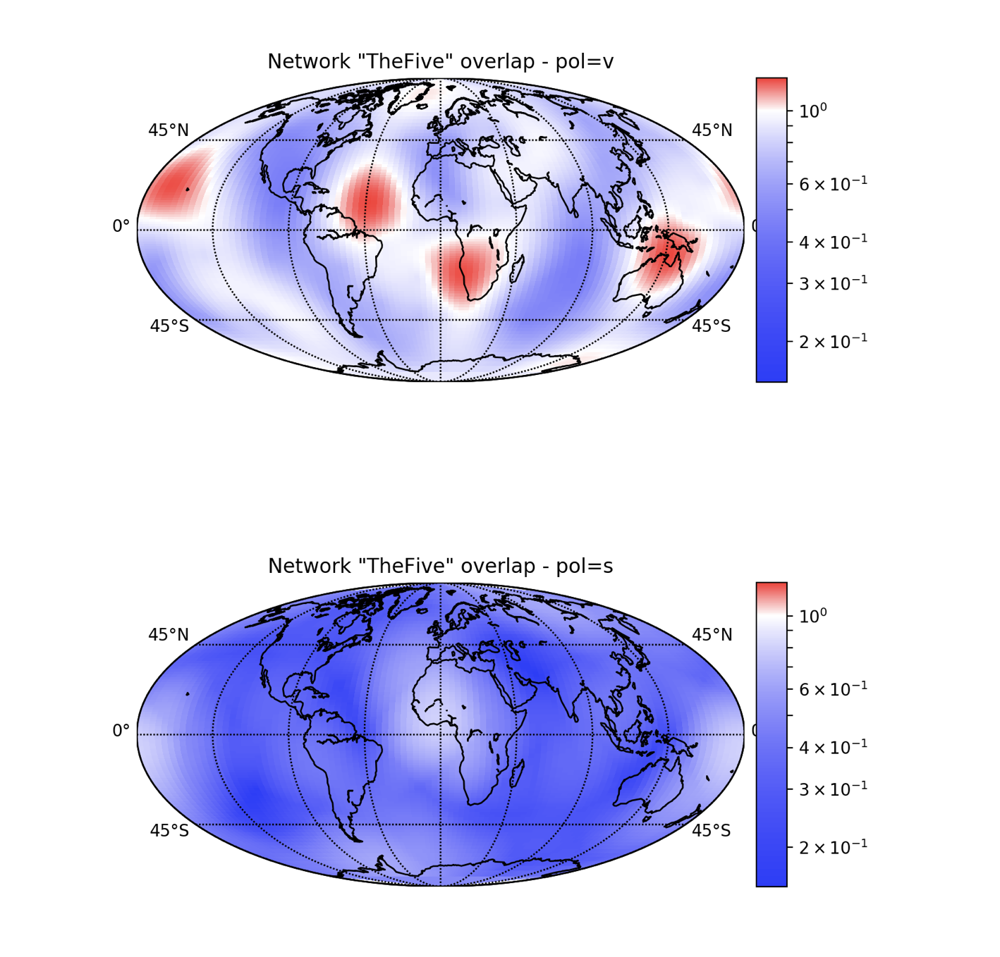 Network "TheFive" overlap - pol=v
45°N 45°N
0° 0
45°S 45°S
10⁰
6 × 10⁻¹
4 × 10⁻¹
3 × 10⁻¹
2 × 10⁻¹
Network "TheFive" overlap - pol=s
45°N 45°N
0° 0
45°S 45°S
10⁰
6 × 10⁻¹
4 × 10⁻¹
3 × 10⁻¹
2 × 10⁻¹